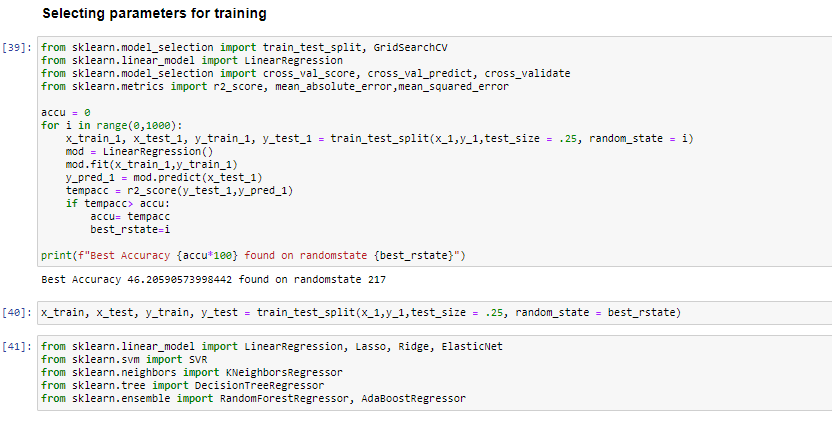 Selecting parameters for training
[39]: from sklearn.model_selection import train_test_split, GridSearchCV
from sklearn.linear_model import LinearRegression
from sklearn.model_selection import cross_val_score, cross_val_predict, cross_validate
from sklearn.metrics import r2_score, mean_absolute_error,mean_squared_error
accu = 0
for i in range(0,1000):
    x_train_1, x_test_1, y_train_1, y_test_1 = train_test_split(x_1,y_1,test_size = .25, random_state = i)
    mod = LinearRegression()
    mod.fit(x_train_1,y_train_1)
    y_pred_1 = mod.predict(x_test_1)
    tempacc = r2_score(y_test_1,y_pred_1)
    if tempacc> accu:
        accu= tempacc
        best_rstate=i
print(f"Best Accuracy {accu*100} found on randomstate {best_rstate}")
Best Accuracy 46.20590573998442 found on randomstate 217
[40]: x_train, x_test, y_train, y_test = train_test_split(x_1,y_1,test_size = .25, random_state = best_rstate)
[41]: from sklearn.linear_model import LinearRegression, Lasso, Ridge, ElasticNet
from sklearn.svm import SVR
from sklearn.neighbors import KNeighborsRegressor
from sklearn.tree import DecisionTreeRegressor
from sklearn.ensemble import RandomForestRegressor, AdaBoostRegressor